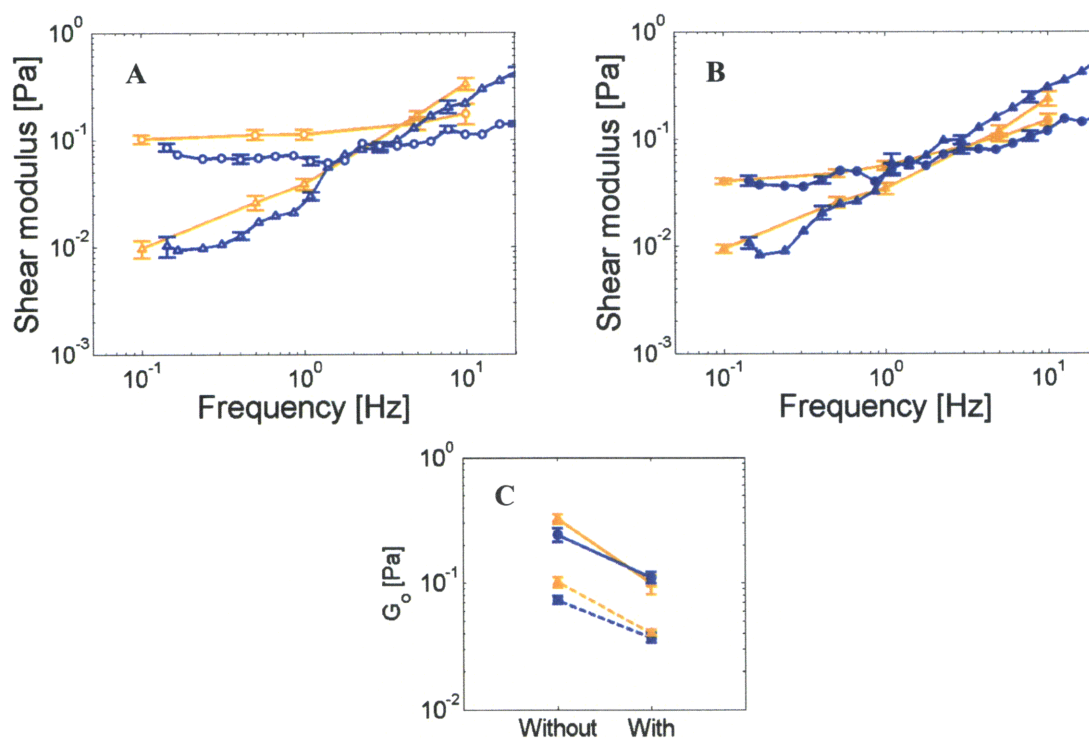 A
Shear modulus [Pa]
10^0
10^-1
10^-2
10^-3
10^-1
10^0
10^1
Frequency [Hz]
B
Shear modulus [Pa]
10^0
10^-1
10^-2
10^-3
10^-1
10^0
10^1
Frequency [Hz]
C
G_o [Pa]
10^0
10^-1
10^-2
Without With